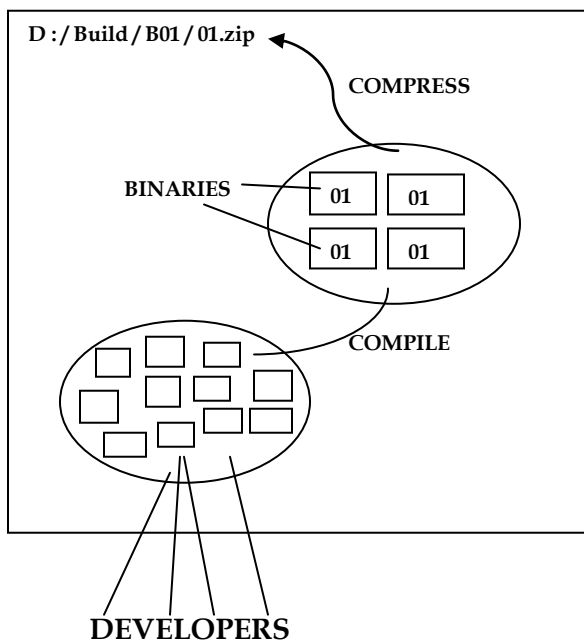 D :/ Build / B01 / 01.zip
COMPRESS
BINARIES
01
01
01
01
COMPILE
DEVELOPERS